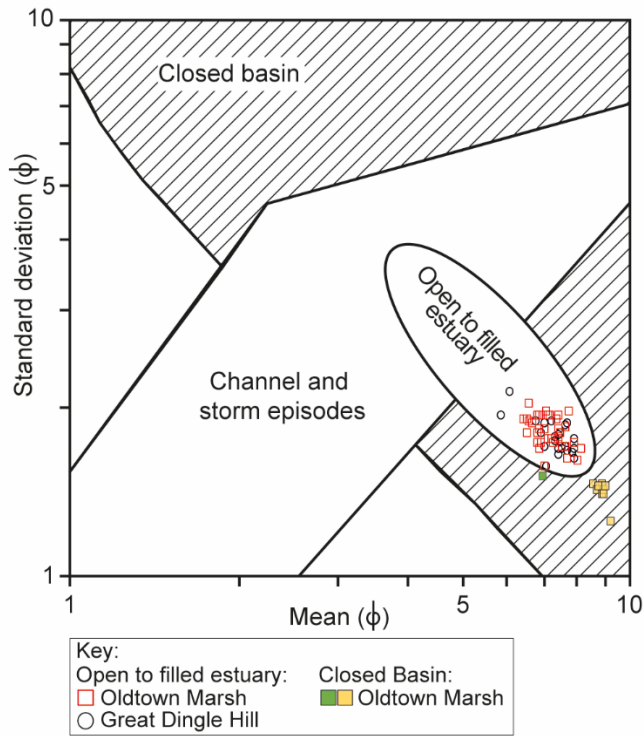 10
Closed basin
5
Standard deviation (ϕ)
Open to filled
estuary
Channel and
storm episodes
2
1
1
2
5
10
Mean (ϕ)
Key:
Open to filled estuary:
Closed Basin:
Oldtown Marsh
Oldtown Marsh
Great Dingle Hill